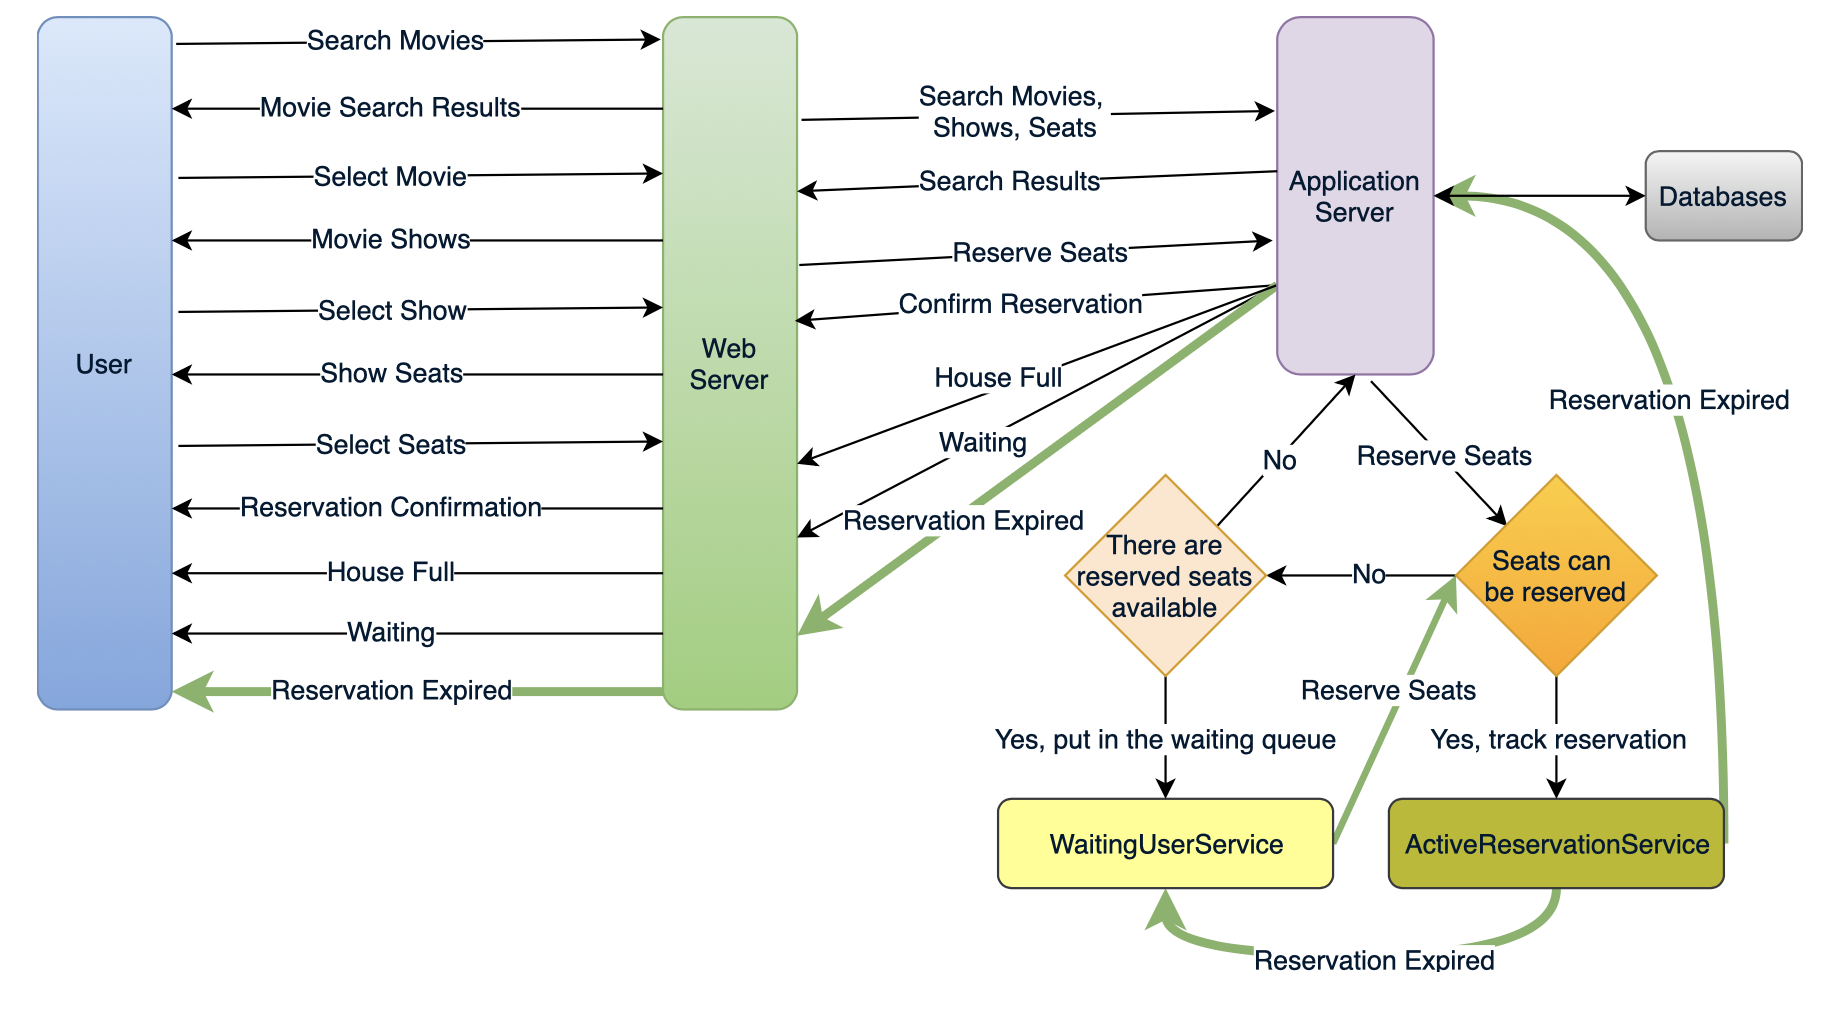 User
Search Movies
Movie Search Results
Select Movie
Movie Shows
Select Show
Show Seats
Select Seats
Reservation Confirmation
House Full
Waiting
Reservation Expired
Web
Server
Search Movies,
Shows, Seats
Search Results
Reserve Seats
Confirm Reservation
House Full
Waiting
Reservation Expired
Application
Server
Databases
Reservation Expired
No
Reserve Seats
There are
reserved seats
available
No
Seats can
be reserved
Reserve Seats
Yes, put in the waiting queue
Yes, track reservation
WaitingUserService
ActiveReservationService
Reservation Expired